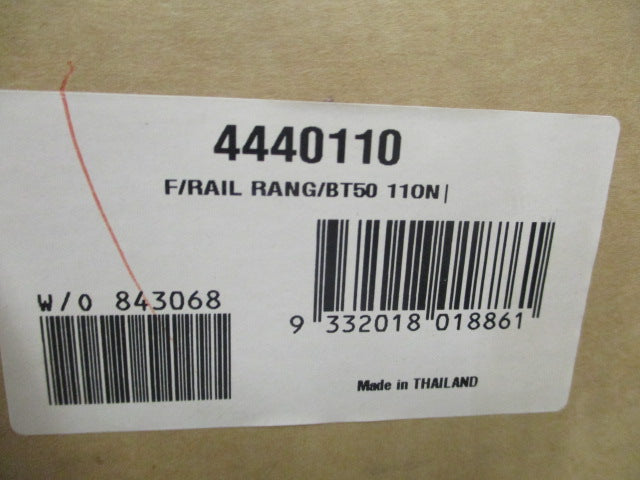 4440110
F/RAIL RANG/BT50 110N|
W/O 843068
9 332018 018861
Made in THAILAND